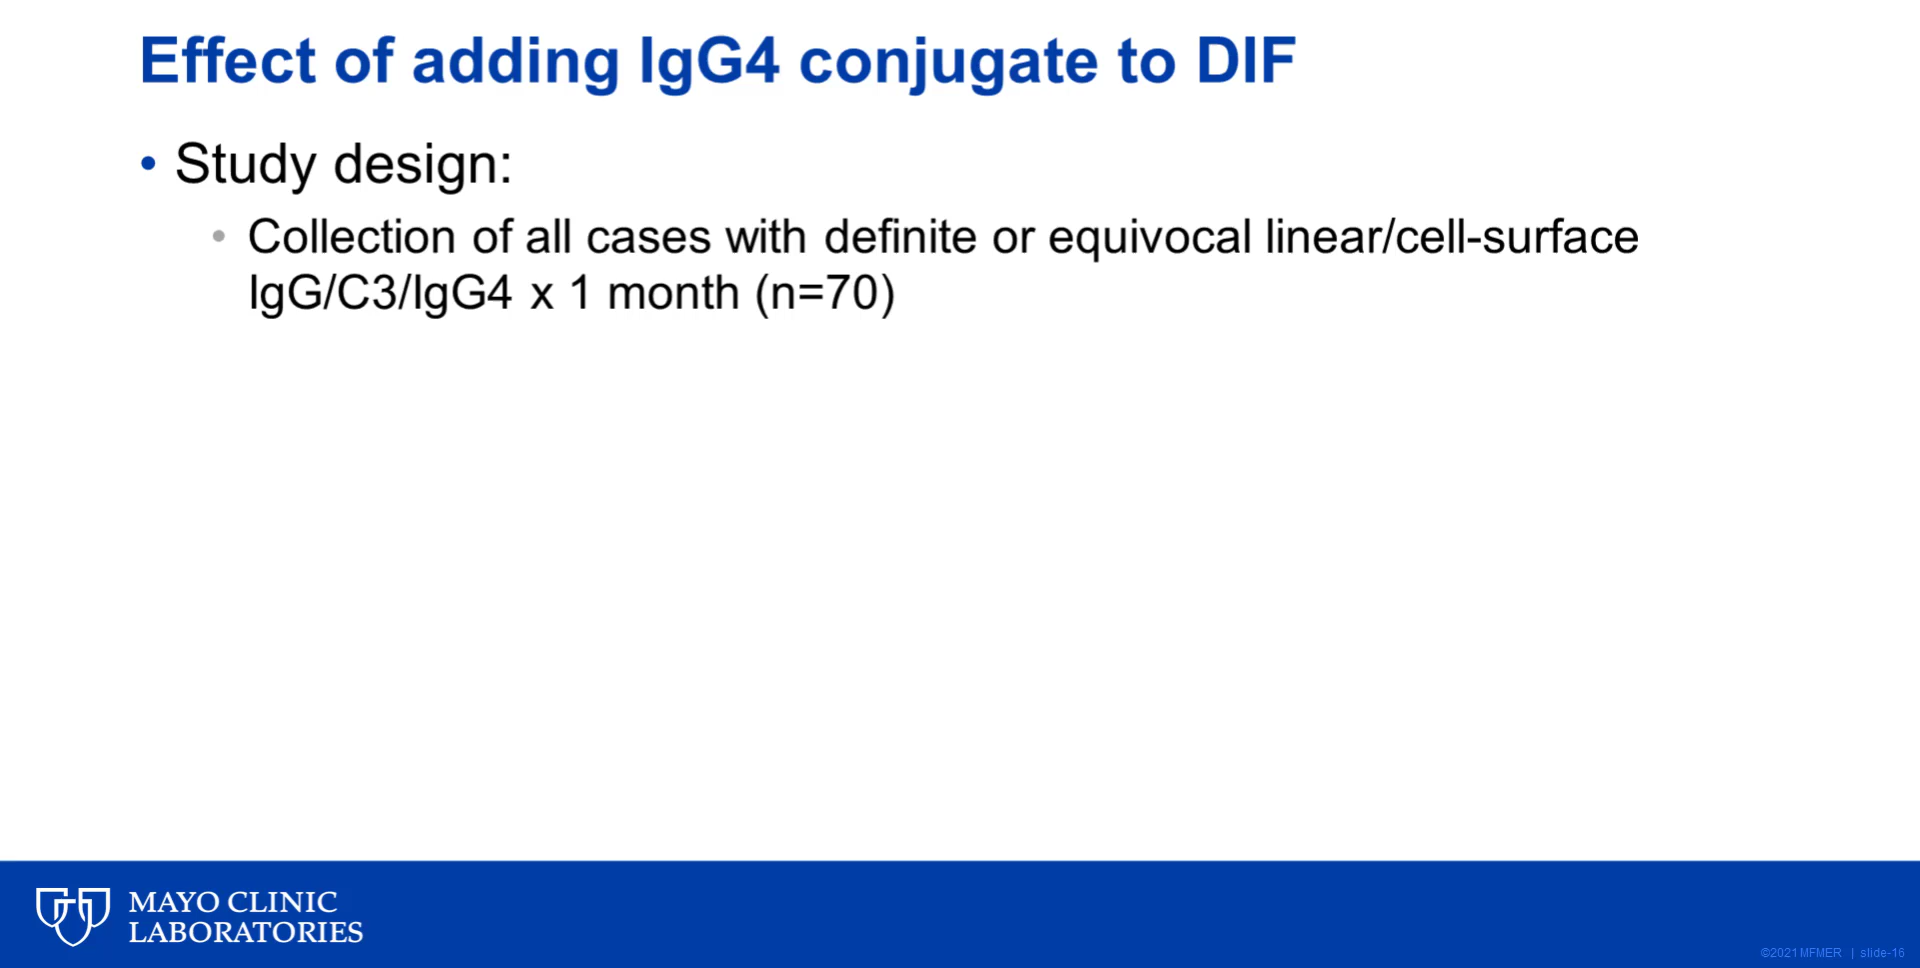 Effect of adding IgG4 conjugate to DIF
• Study design:
• Collection of all cases with definite or equivocal linear/cell-surface
IgG/C3/IgG4 x 1 month (n=70)
MAYO CLINIC
LABORATORIES
©2021 MFMER | slide-16